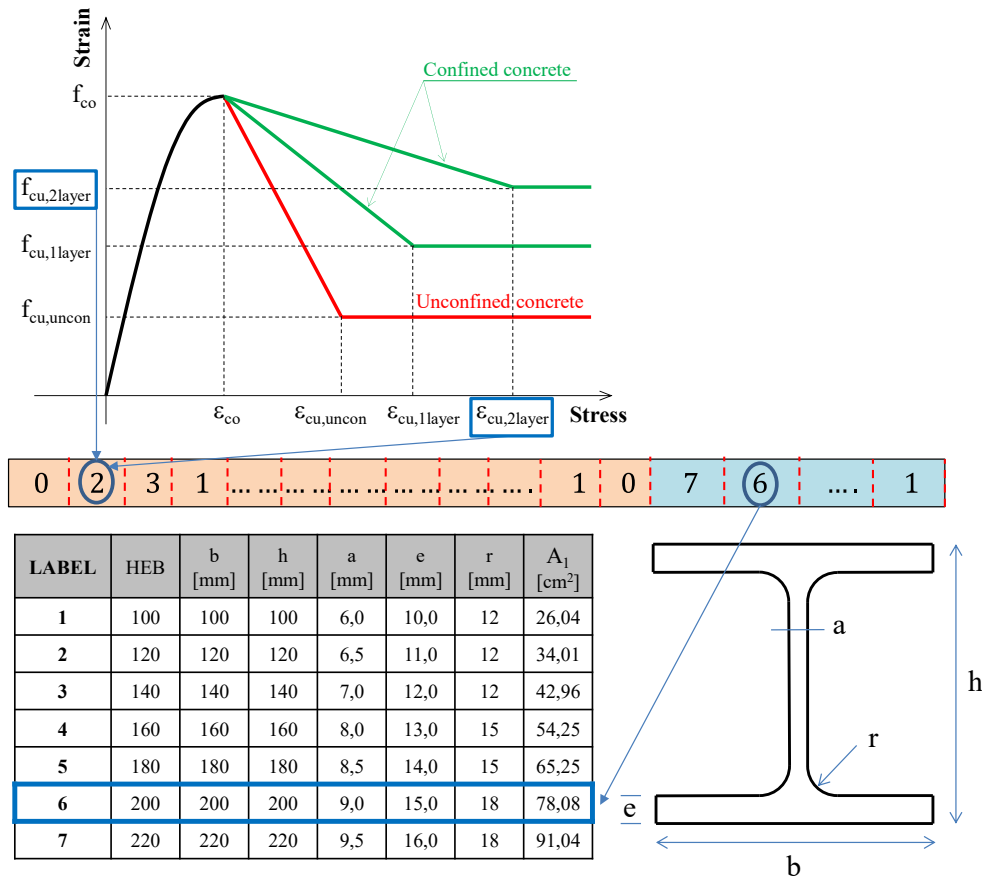 Strain
f_co
Confined concrete
f_cu,2layer
f_cu,1layer
Unconfined concrete
f_cu,uncon
ε_co ε_cu,uncon ε_cu,1layer ε_cu,2layer Stress
0 2 3 1 ... ... ... ... ... ... ... ... ... ... . 1 0 7 6 .... 1
LABEL HEB b [mm] h [mm] a [mm] e [mm] r [mm] A₁ [cm²]
1 100 100 100 6,0 10,0 12 26,04
2 120 120 120 6,5 11,0 12 34,01
3 140 140 140 7,0 12,0 12 42,96
4 160 160 160 8,0 13,0 15 54,25
5 180 180 180 8,5 14,0 15 65,25
6 200 200 200 9,0 15,0 18 78,08
7 220 220 220 9,5 16,0 18 91,04
a
h
r
e
b